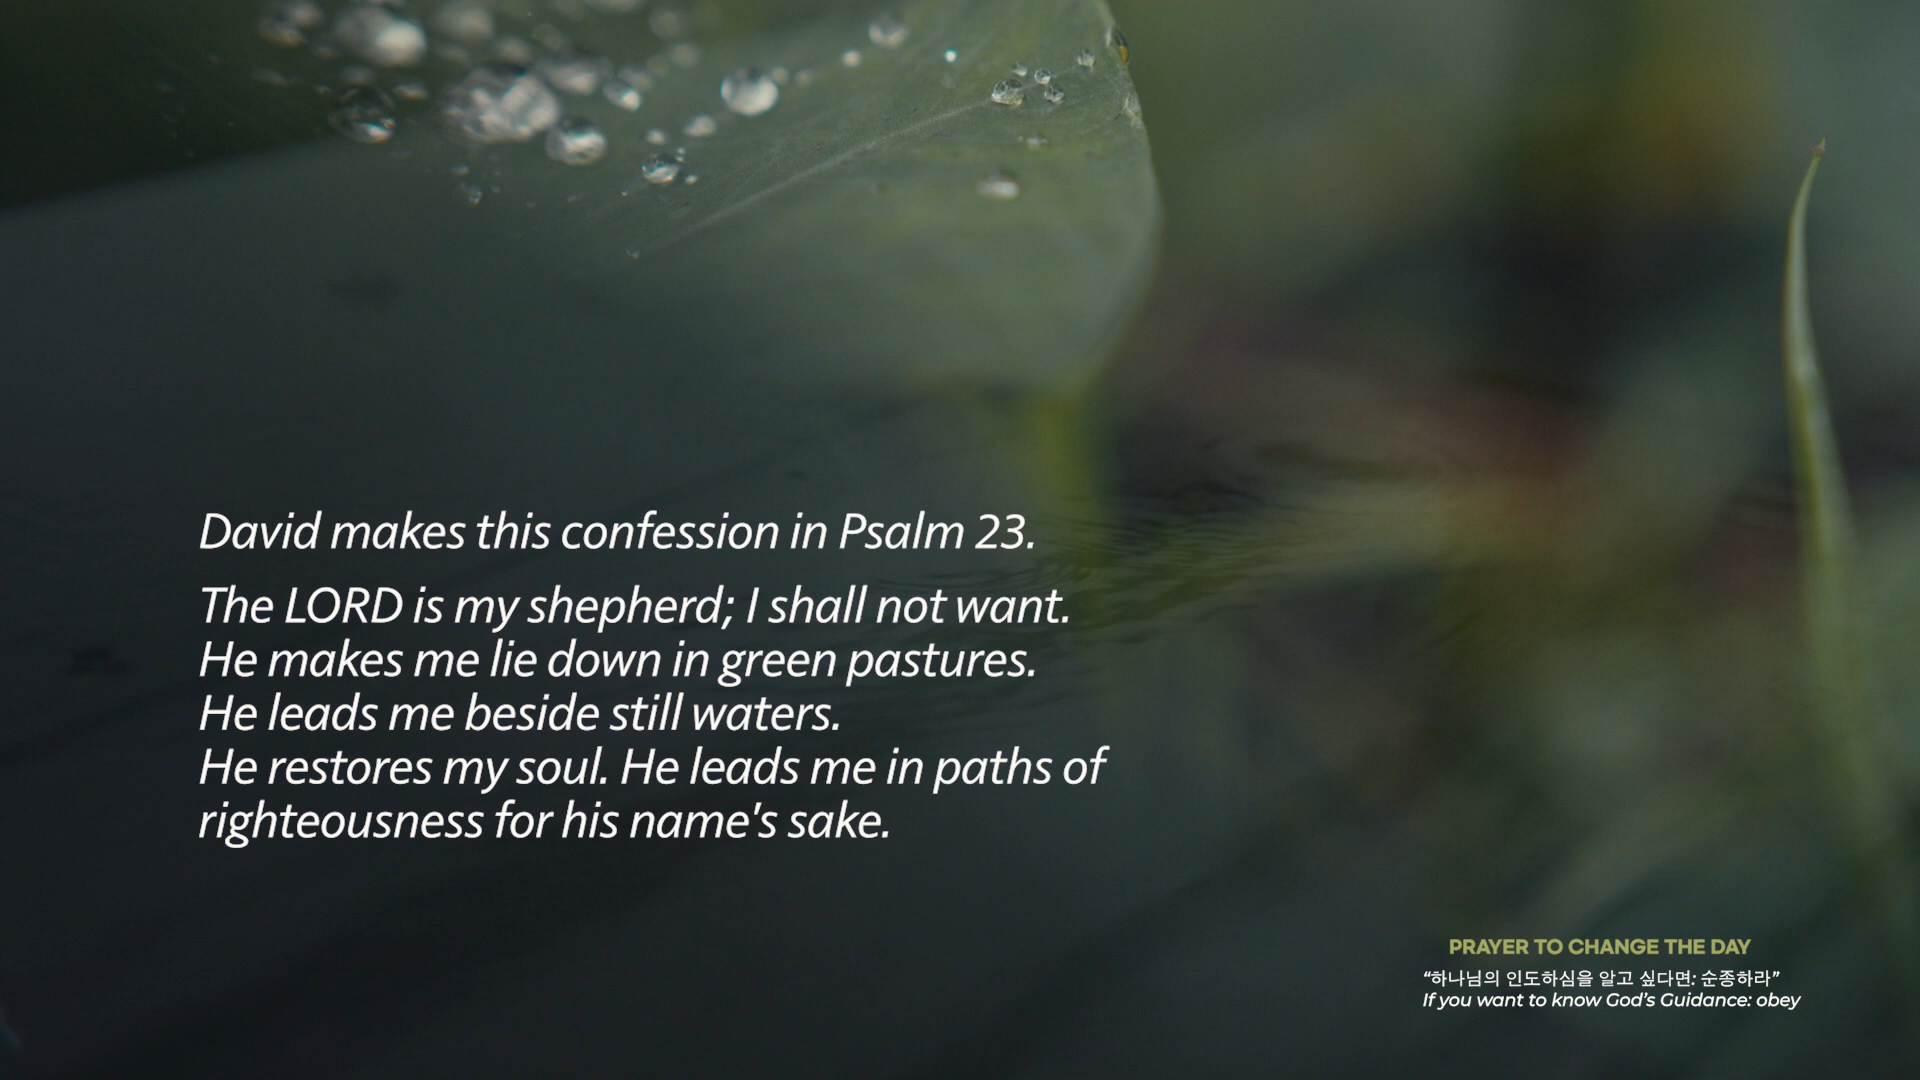 David makes this confession in Psalm 23.
The LORD is my shepherd; I shall not want.
He makes me lie down in green pastures.
He leads me beside still waters.
He restores my soul. He leads me in paths of
righteousness for his name's sake.
PRAYER TO CHANGE THE DAY
“하나님의 인도하심을 알고 싶다면: 순종하라”
If you want to know God’s Guidance: obey